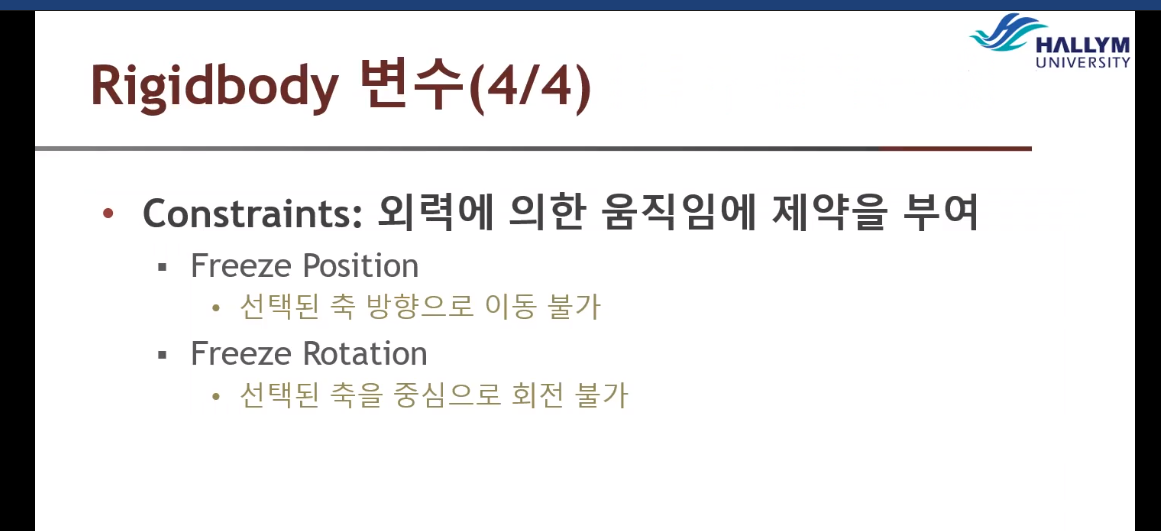 HALLYM
UNIVERSITY
Rigidbody 변수(4/4)
• Constraints: 외력에 의한 움직임에 제약을 부여
▪ Freeze Position
• 선택된 축 방향으로 이동 불가
▪ Freeze Rotation
• 선택된 축을 중심으로 회전 불가